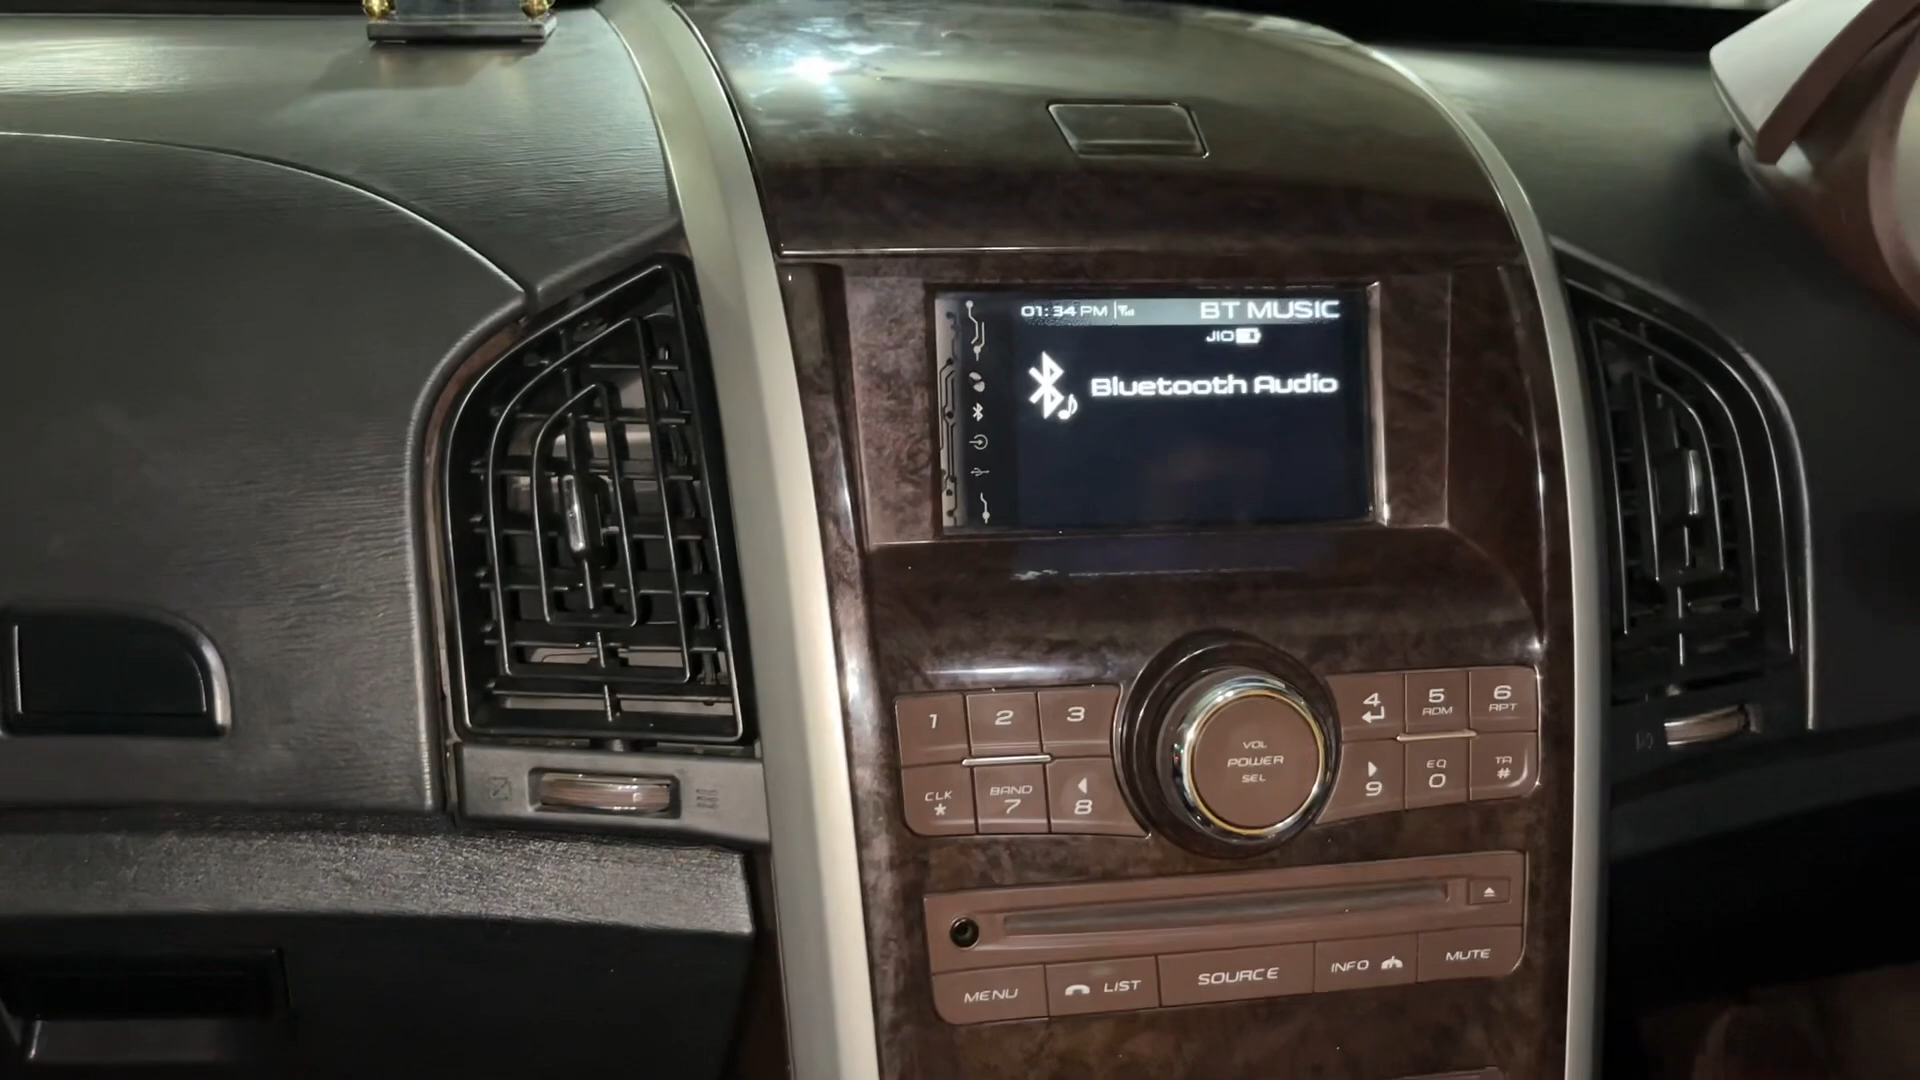 01:34 PM
BT MUSIC
JIO
Bluetooth Audio
1
2
3
4
5
RDM
6
RPT
VOL
POWER
SEL
CLK
*
BAND
7
8
9
EQ
0
TA
#
MENU
LIST
SOURCE
INFO
MUTE